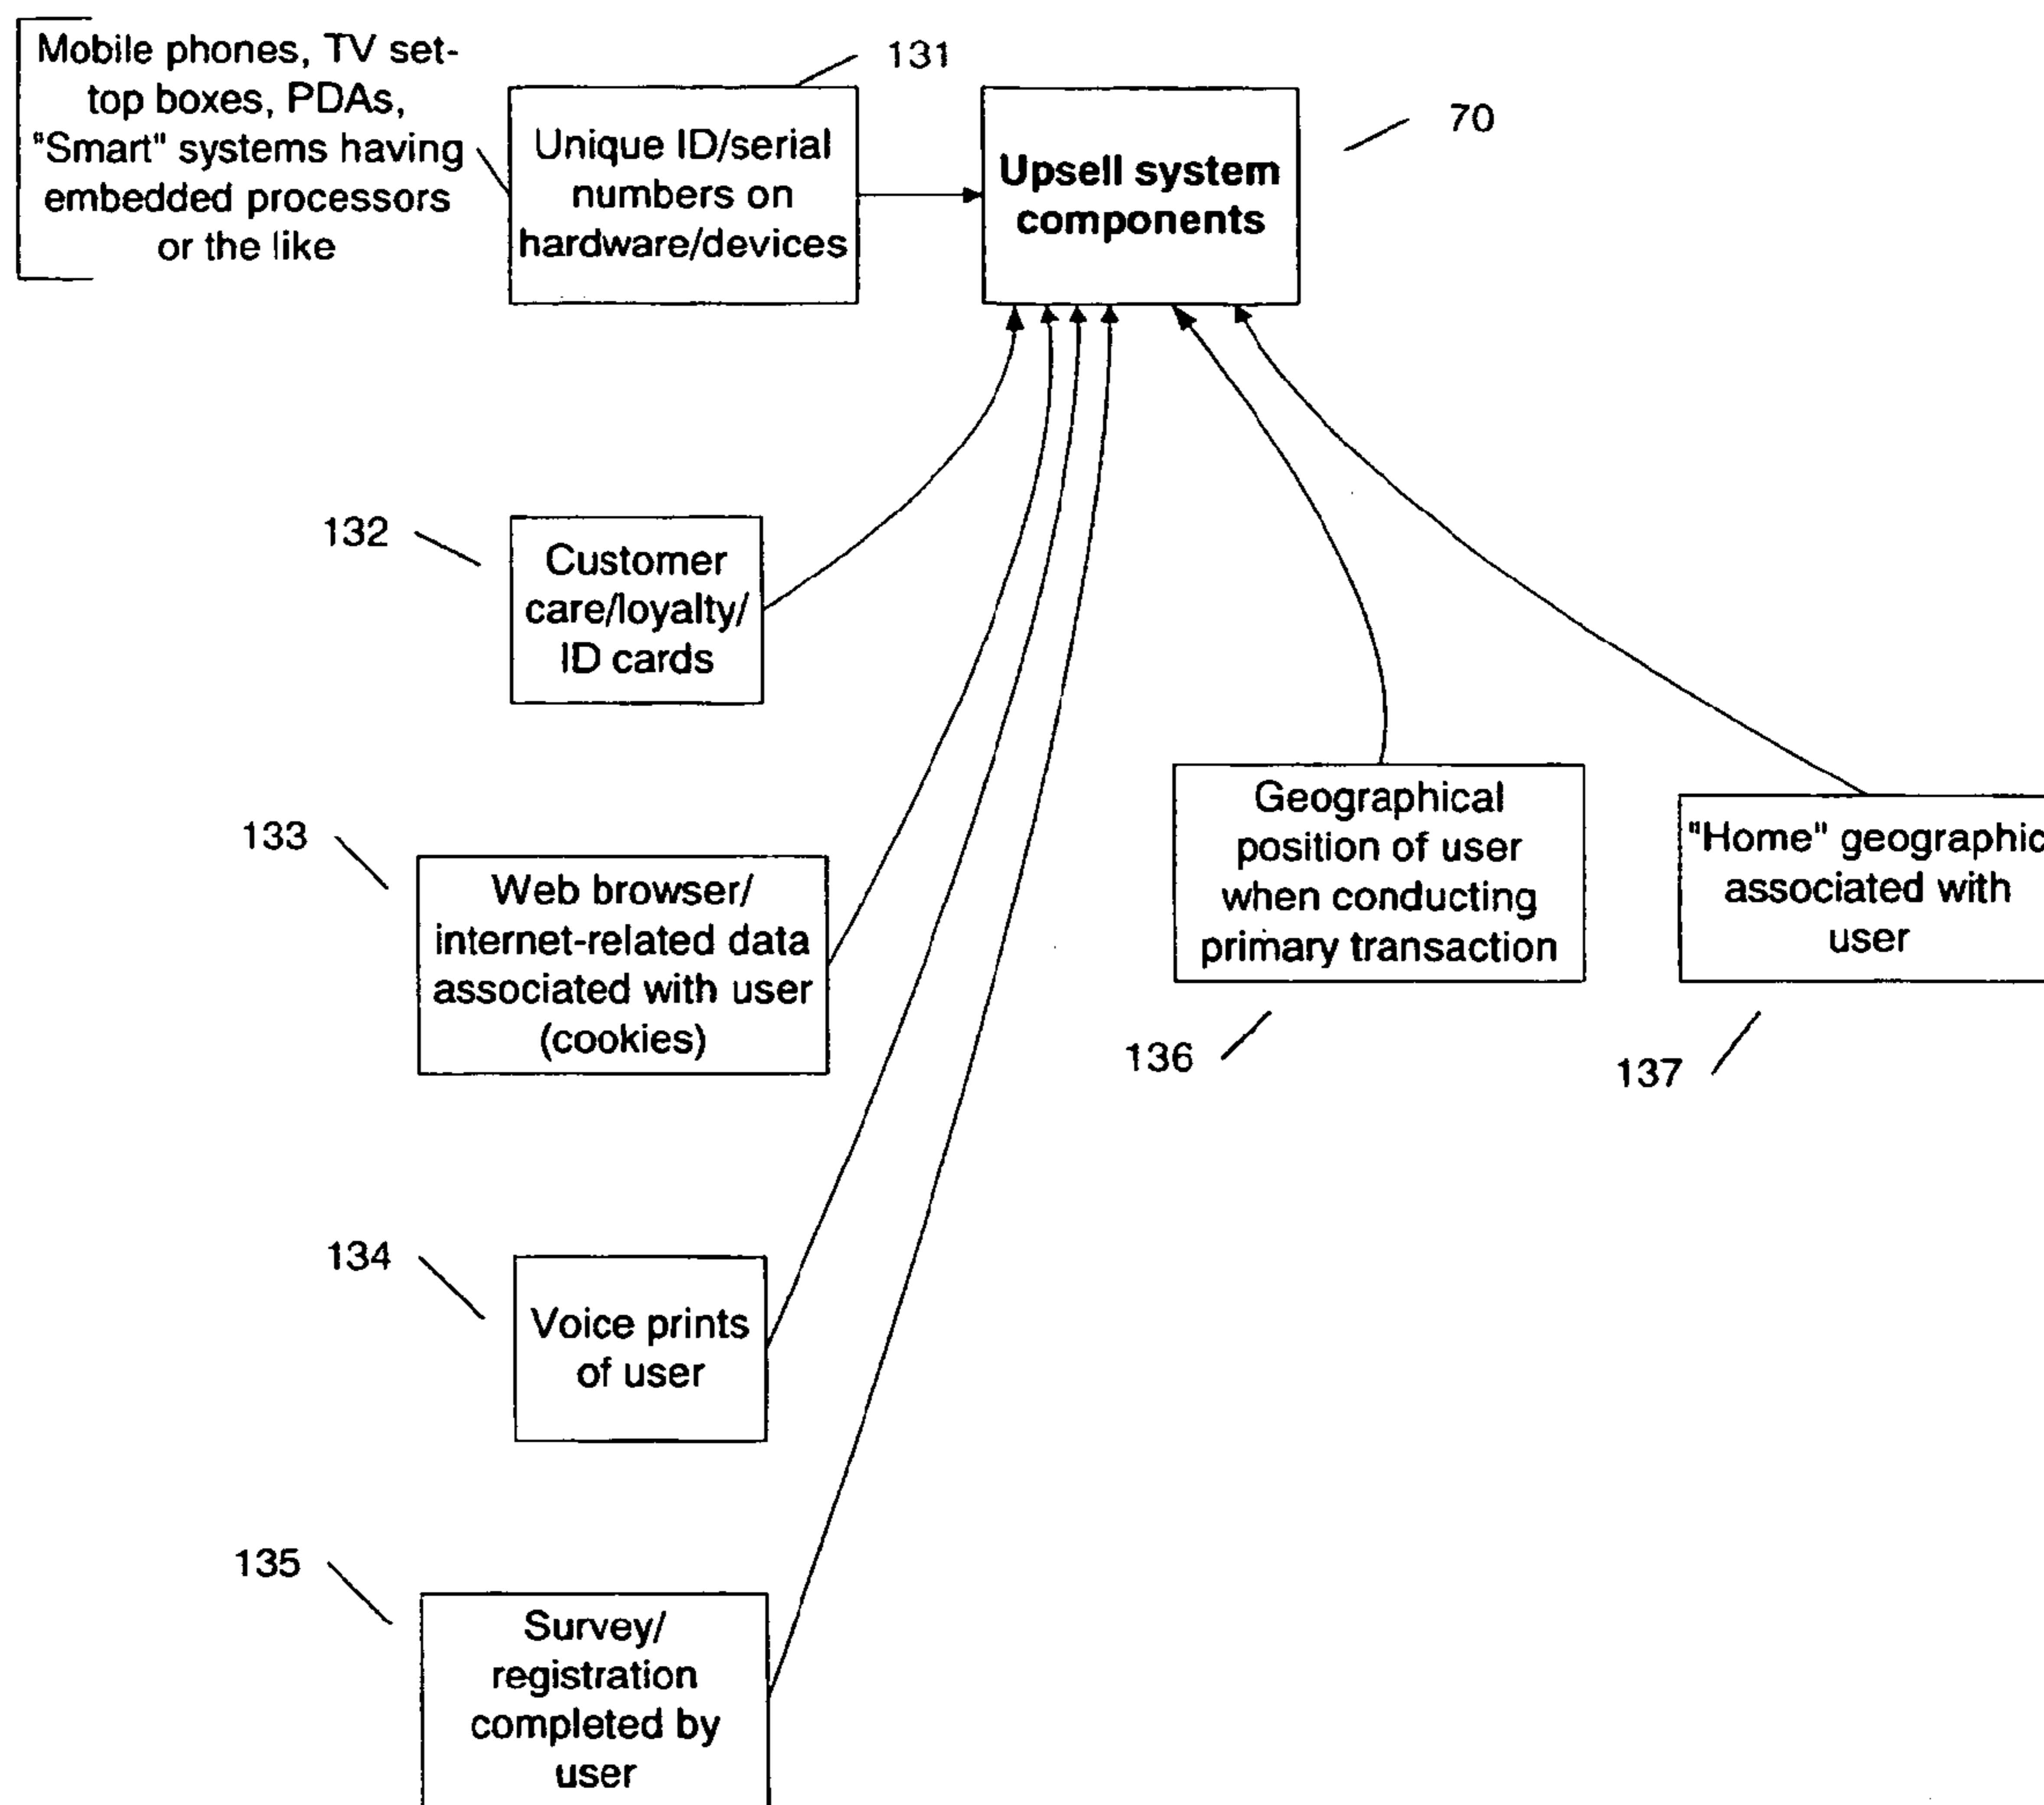 Mobile phones, TV set-
top boxes, PDAs,
"Smart" systems having
embedded processors
or the like
131
Unique ID/serial
numbers on
hardware/devices
Upsell system
components
70
132
Customer
care/loyalty/
ID cards
133
Web browser/
internet-related data
associated with user
(cookies)
Geographical
position of user
when conducting
primary transaction
136
"Home" geographic
associated with
user
137
134
Voice prints
of user
135
Survey/
registration
completed by
user